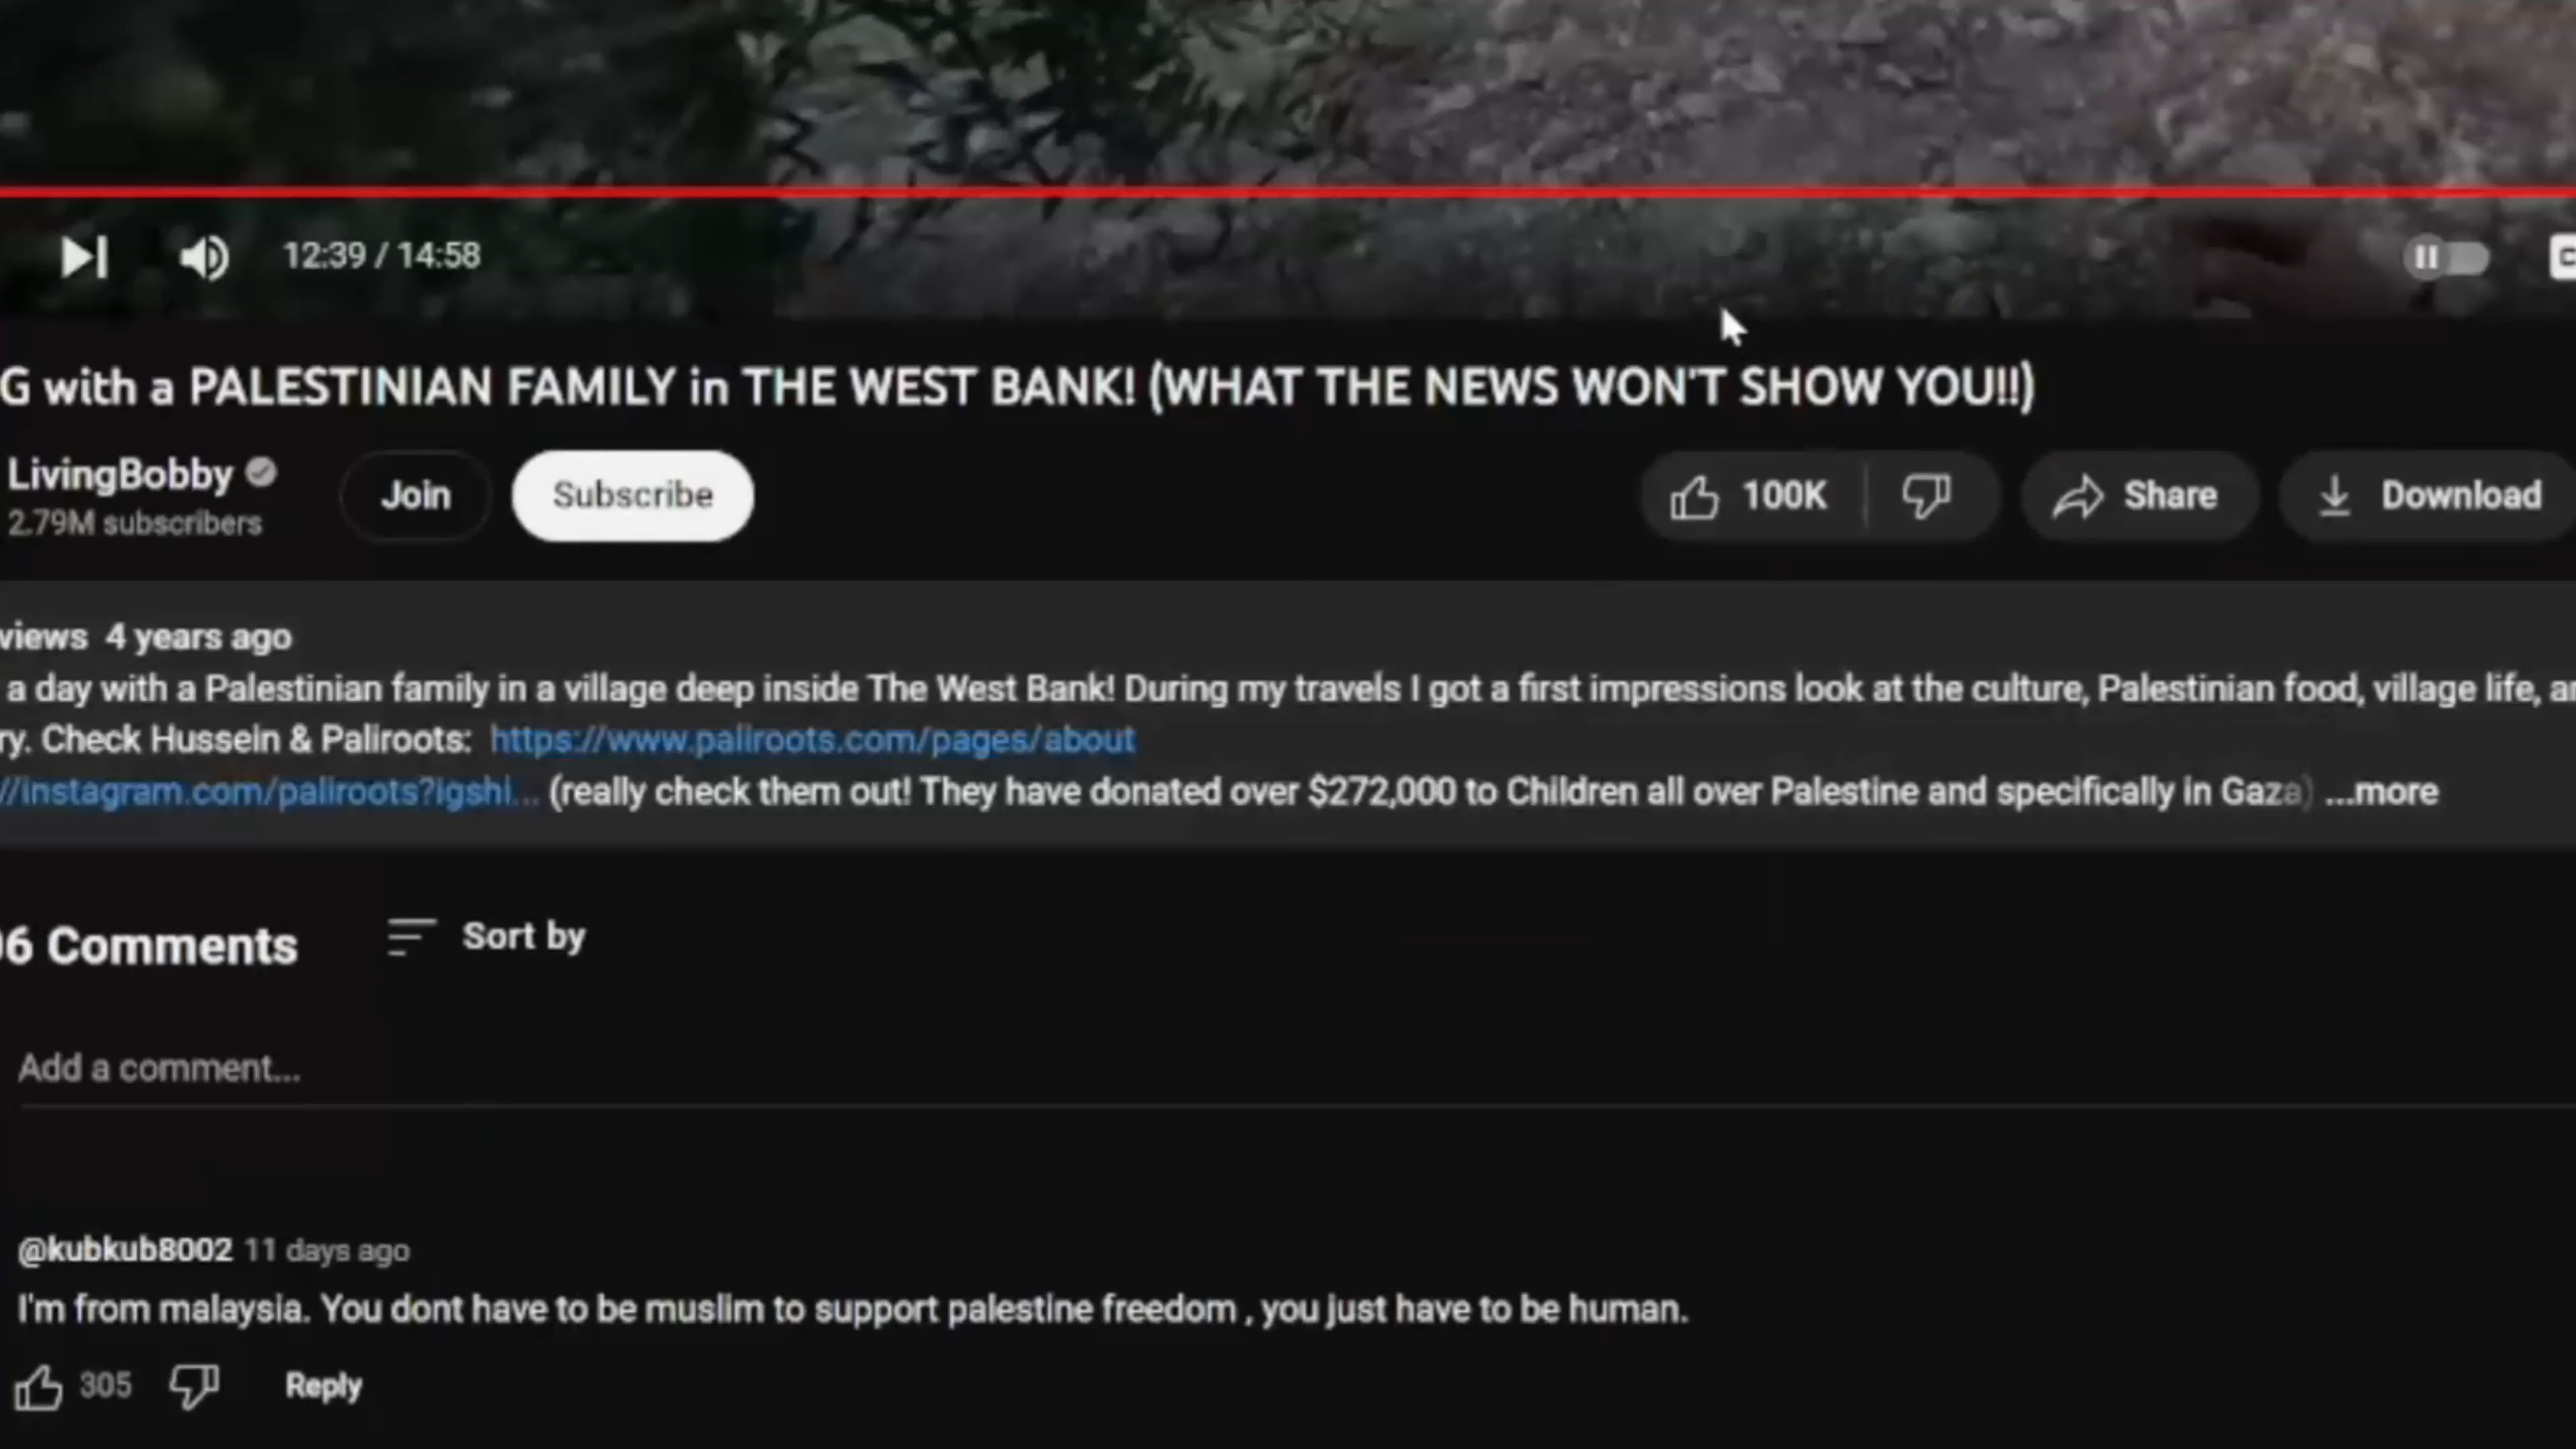 12:39 / 14:58
G with a PALESTINIAN FAMILY in THE WEST BANK! (WHAT THE NEWS WON'T SHOW YOU!!)
LivingBobby
2.79M subscribers
Join
Subscribe
100K
Share
Download
views 4 years ago
a day with a Palestinian family in a village deep inside The West Bank! During my travels I got a first impressions look at the culture, Palestinian food, village life,
ry. Check Hussein & Paliroots: https://www.paliroots.com/pages/about
//instagram.com/paliroots?igshi... (really check them out! They have donated over $272,000 to Children all over Palestine and specifically in Gaza) ...more
6 Comments
Sort by
Add a comment...
@kubkub8002 11 days ago
I'm from malaysia. You dont have to be muslim to support palestine freedom , you just have to be human.
305
Reply